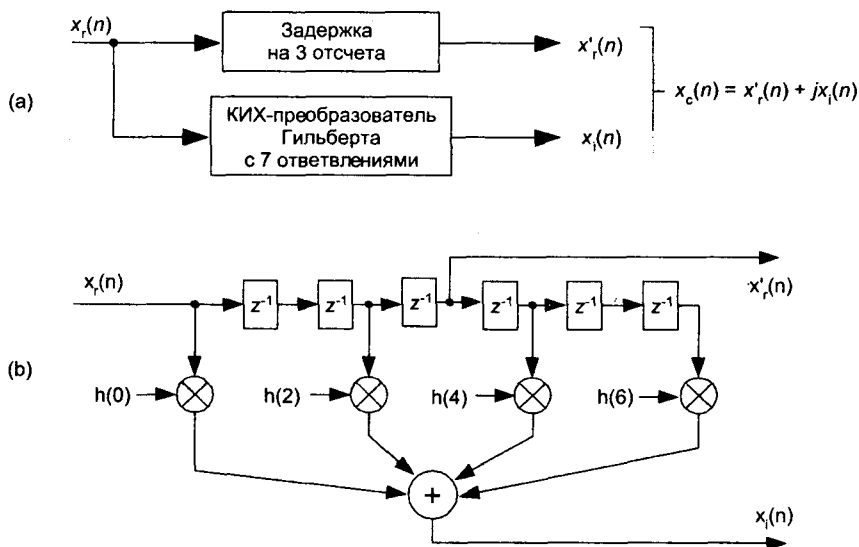 x_r(n)
Задержка
на 3 отсчета
x'_r(n)
(a)
x_c(n) = x'_r(n) + jx_i(n)
КИХ-преобразователь
Гильберта
с 7 ответвлениями
x_i(n)
x_r(n)
z⁻¹
z⁻¹
z⁻¹
z⁻¹
z⁻¹
z⁻¹
x'_r(n)
(b)
h(0)
h(2)
h(4)
h(6)
+
x_i(n)